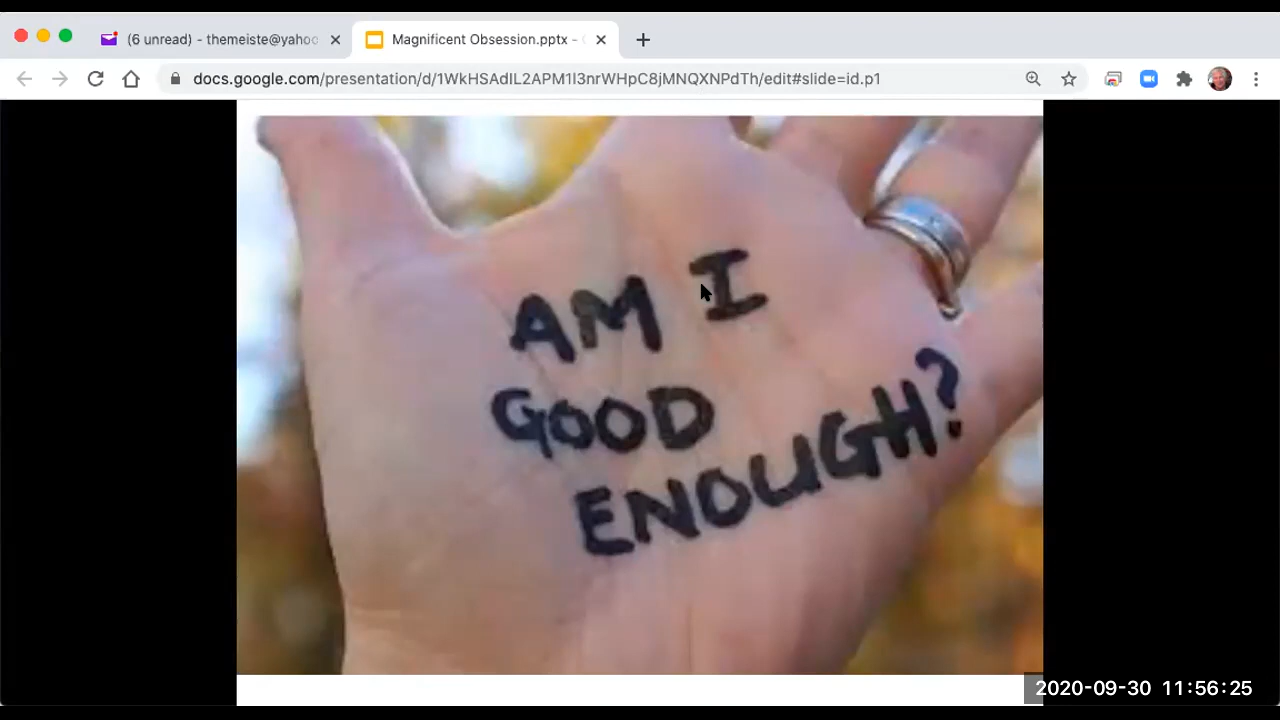 (6 unread) - themeiste@yahoo
Magnificent Obsession.pptx -
docs.google.com/presentation/d/1WkHSAdIL2APM1I3nrWHpC8jMNQXNPdTh/edit#slide=id.p1
AM I
GOOD
ENOUGH?
2020-09-30 11:56:25